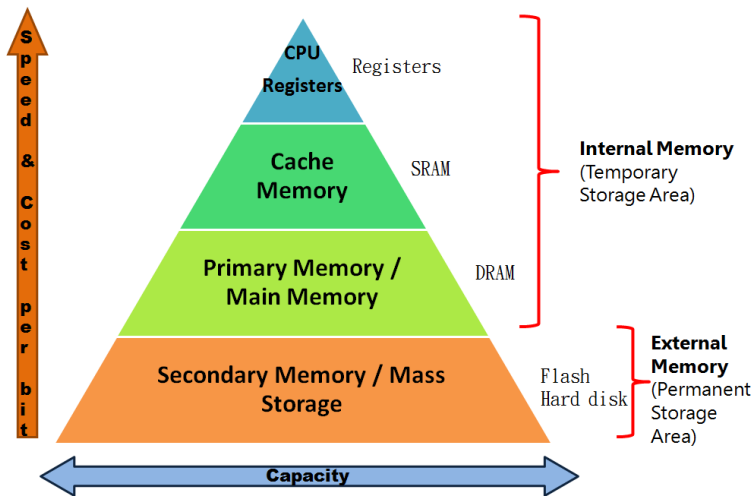 Speed & Cost per bit
CPU
Registers
Registers
Cache
Memory
SRAM
Internal Memory
(Temporary
Storage Area)
Primary Memory /
Main Memory
DRAM
Secondary Memory / Mass
Storage
Flash
Hard disk
External
Memory
(Permanent
Storage
Area)
Capacity